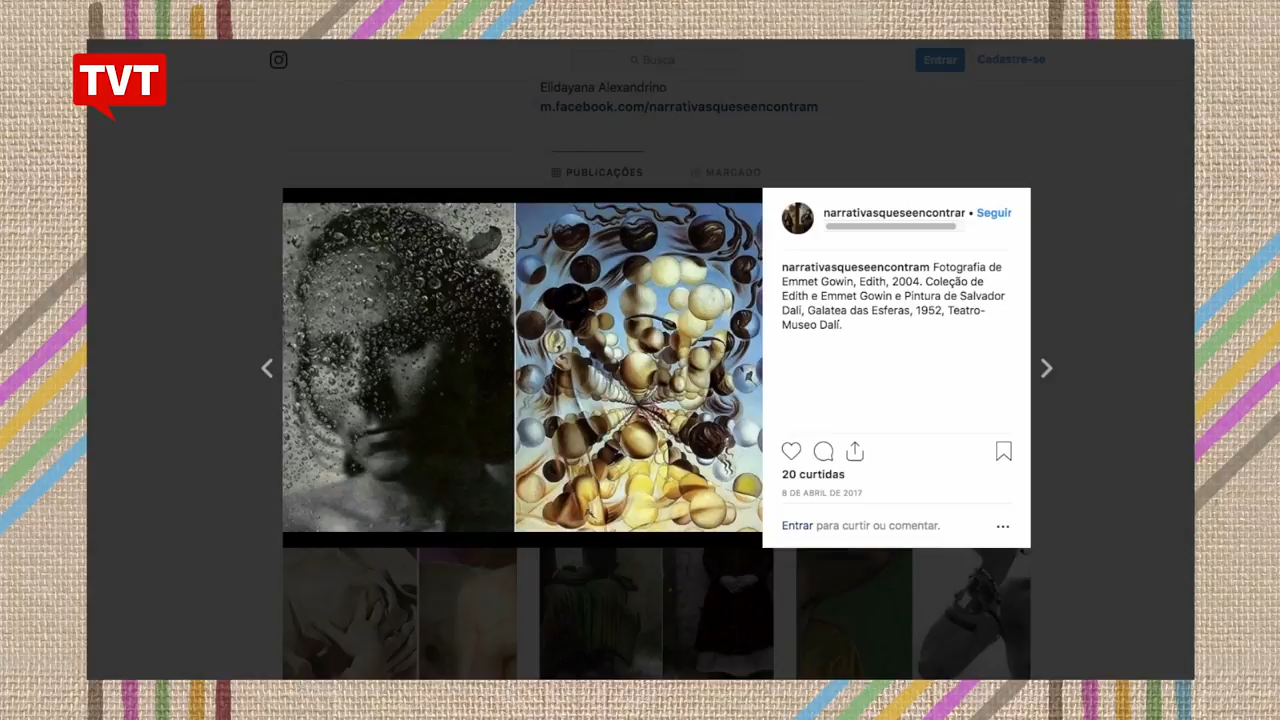 TVT
Busca
Entrar
Cadastre-se
Elidayana Alexandrino
m.facebook.com/narrativasqueseencontram
PUBLICAÇÕES
MARCADO
narrativasqueseencontrar • Seguir
narrativasqueseencontram Fotografia de
Emmet Gowin, Edith, 2004. Coleção de
Edith e Emmet Gowin e Pintura de Salvador
Dalí, Galatea das Esferas, 1952, Teatro-
Museo Dalí.
20 curtidas
8 DE ABRIL DE 2017
Entrar para curtir ou comentar.